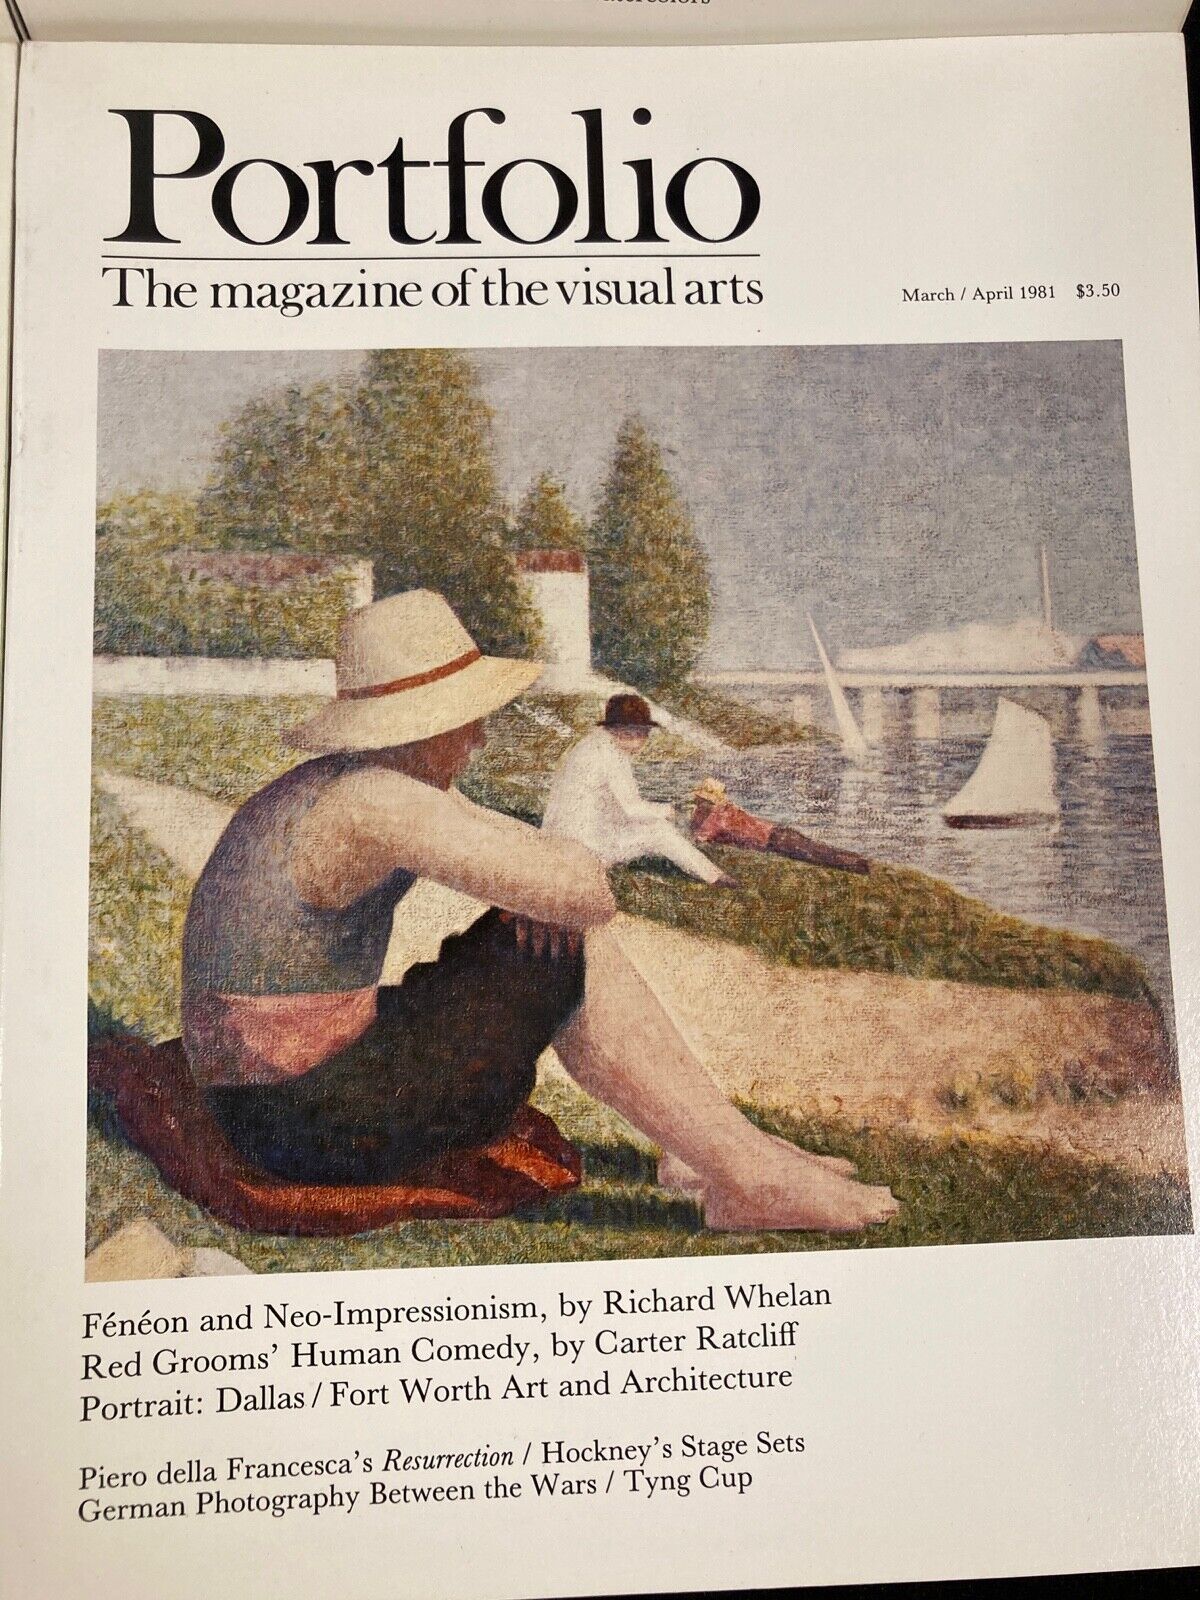 Portfolio
The magazine of the visual arts
March / April 1981 $3.50
Fénéon and Neo-Impressionism, by Richard Whelan
Red Grooms’ Human Comedy, by Carter Ratcliff
Portrait: Dallas / Fort Worth Art and Architecture
Piero della Francesca’s Resurrection / Hockney’s Stage Sets
German Photography Between the Wars / Tyng Cup